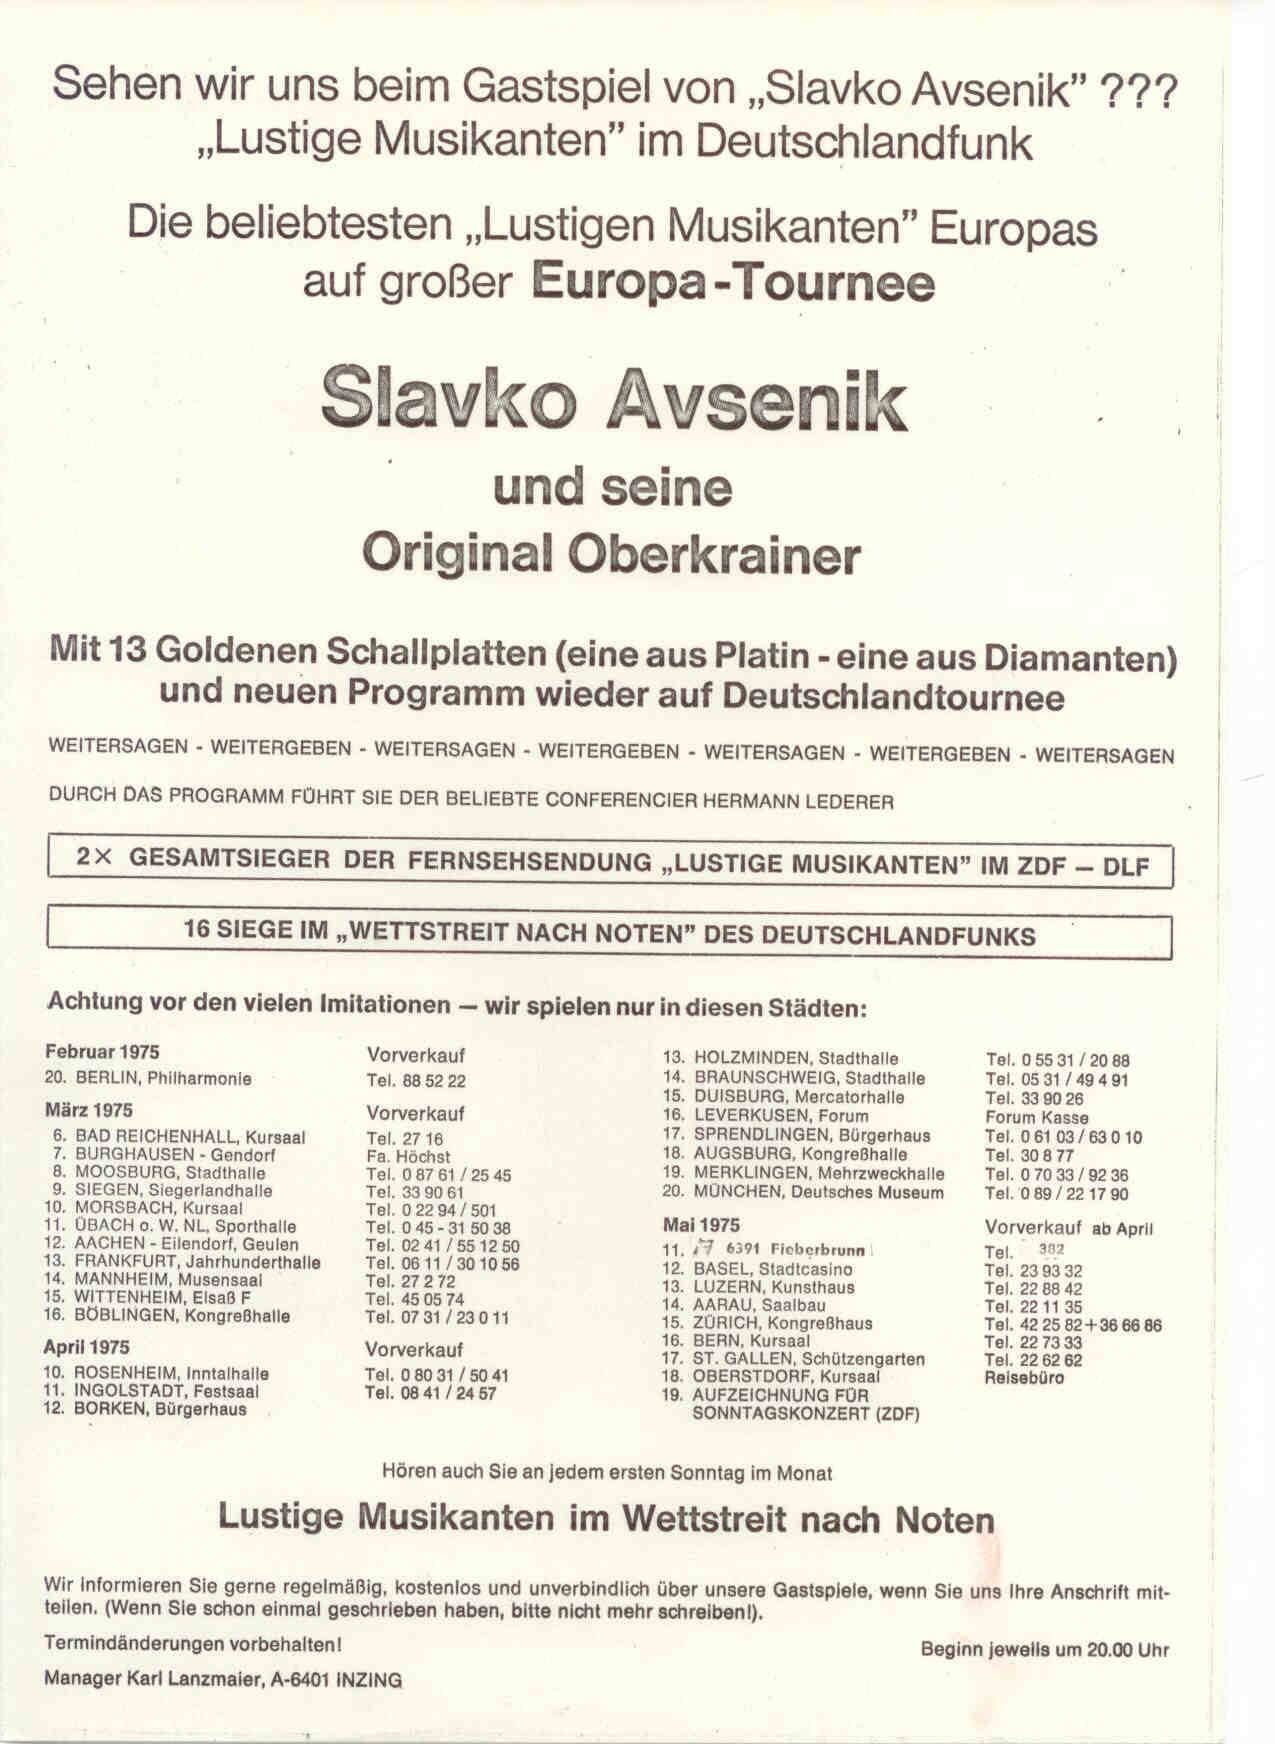 Sehen wir uns beim Gastspiel von „Slavko Avsenik” ???
„Lustige Musikanten” im Deutschlandfunk
Die beliebtesten „Lustigen Musikanten” Europas
auf großer Europa-Tournee
Slavko Avsenik
und seine
Original Oberkrainer
Mit 13 Goldenen Schallplatten (eine aus Platin - eine aus Diamanten)
und neuen Programm wieder auf Deutschlandtournee
WEITERSAGEN - WEITERGEBEN - WEITERSAGEN - WEITERGEBEN - WEITERSAGEN - WEITERGEBEN - WEITERSAGEN
DURCH DAS PROGRAMM FÜHRT SIE DER BELIEBTE CONFERENCIER HERMANN LEDERER
2× GESAMTSIEGER DER FERNSEHSENDUNG „LUSTIGE MUSIKANTEN” IM ZDF — DLF
16 SIEGE IM „WETTSTREIT NACH NOTEN” DES DEUTSCHLANDFUNKS
Achtung vor den vielen Imitationen — wir spielen nur in diesen Städten:
Februar 1975 Vorverkauf
20. BERLIN, Philharmonie Tel. 88 52 22
März 1975 Vorverkauf
6. BAD REICHENHALL, Kursaal Tel. 27 16
7. BURGHAUSEN - Gendorf Fa. Höchst
8. MOOSBURG, Stadthalle Tel. 0 87 61 / 25 45
9. SIEGEN, Siegerlandhalle Tel. 33 90 61
10. MORSBACH, Kursaal Tel. 0 22 94 / 501
11. ÜBACH o. W. NL, Sporthalle Tel. 0 45 - 31 50 38
12. AACHEN - Eilendorf, Geulen Tel. 02 41 / 55 12 50
13. FRANKFURT, Jahrhunderthalle Tel. 06 11 / 30 10 56
14. MANNHEIM, Musensaal Tel. 27 2 72
15. WITTENHEIM, Elsaß F Tel. 45 05 74
16. BÖBLINGEN, Kongreßhalle Tel. 07 31 / 23 0 11
April 1975 Vorverkauf
10. ROSENHEIM, Inntalhalle Tel. 0 80 31 / 50 41
11. INGOLSTADT, Festsaal Tel. 08 41 / 24 57
12. BORKEN, Bürgerhaus
13. HOLZMINDEN, Stadthalle Tel. 0 55 31 / 20 88
14. BRAUNSCHWEIG, Stadthalle Tel. 05 31 / 49 4 91
15. DUISBURG, Mercatorhalle Tel. 33 90 26
16. LEVERKUSEN, Forum Forum Kasse
17. SPRENDLINGEN, Bürgerhaus Tel. 0 61 03 / 63 0 10
18. AUGSBURG, Kongreßhalle Tel. 30 8 77
19. MERKLINGEN, Mehrzweckhalle Tel. 0 70 33 / 92 36
20. MÜNCHEN, Deutsches Museum Tel. 0 89 / 22 17 90
Mai 1975 Vorverkauf ab April
11. 6391 Fieberbrunn Tel. 302
12. BASEL, Stadtcasino Tel. 23 93 32
13. LUZERN, Kunsthaus Tel. 22 88 42
14. AARAU, Saalbau Tel. 22 11 35
15. ZÜRICH, Kongreßhaus Tel. 42 25 82+36 66 86
16. BERN, Kursaal Tel. 22 73 33
17. ST. GALLEN, Schützengarten Tel. 22 62 62
18. OBERSTDORF, Kursaal Reisebüro
19. AUFZEICHNUNG FÜR
SONNTAGSKONZERT (ZDF)
Hören auch Sie an jedem ersten Sonntag im Monat
Lustige Musikanten im Wettstreit nach Noten
Wir informieren Sie gerne regelmäßig, kostenlos und unverbindlich über unsere Gastspiele, wenn Sie uns Ihre Anschrift mit-
teilen. (Wenn Sie schon einmal geschrieben haben, bitte nicht mehr schreiben!).
Termindänderungen vorbehalten! Beginn jeweils um 20.00 Uhr
Manager Karl Lanzmaier, A-6401 INZING